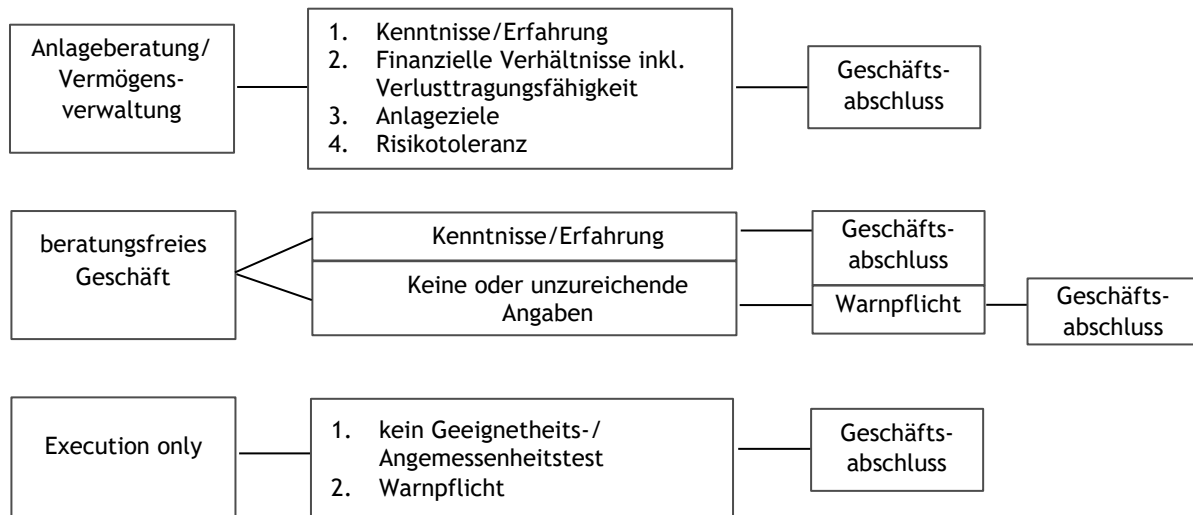 Anlageberatung/
Vermögens-
verwaltung
1. Kenntnisse/Erfahrung
2. Finanzielle Verhältnisse inkl.
Verlusttragungsfähigkeit
3. Anlageziele
4. Risikotoleranz
Geschäfts-
abschluss
beratungsfreies
Geschäft
Kenntnisse/Erfahrung
Geschäfts-
abschluss
Keine oder unzureichende
Angaben
Warnpflicht
Geschäfts-
abschluss
Execution only
1. kein Geeignetheits-/
Angemessenheitstest
2. Warnpflicht
Geschäfts-
abschluss